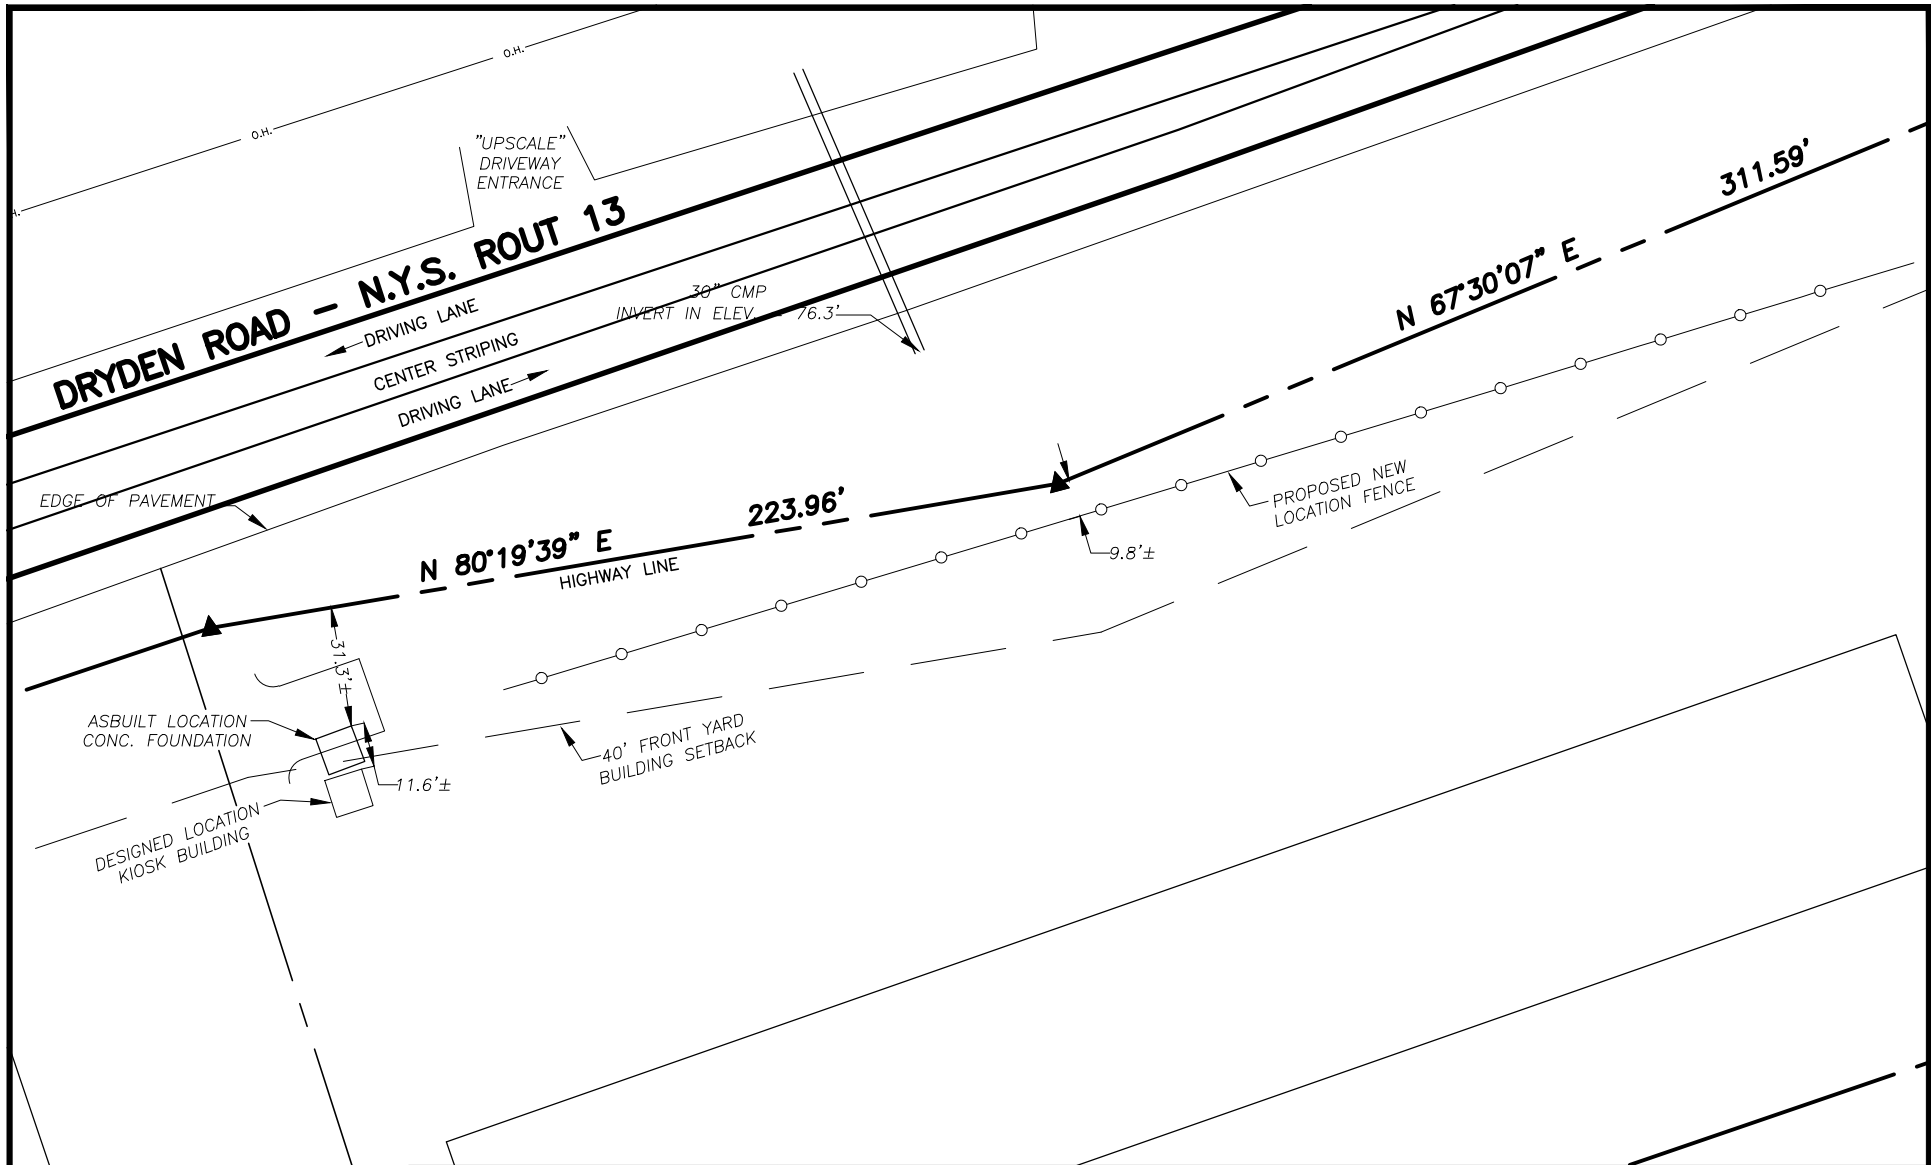 O.H.
O.H.
H.
"UPSCALE"
DRIVEWAY
ENTRANCE
DRYDEN ROAD - N.Y.S. ROUT 13
DRIVING LANE
CENTER STRIPING
DRIVING LANE
30" CMP
INVERT IN ELEV. 76.3'
EDGE OF PAVEMENT
311.59'
N 67°30'07" E
223.96'
N 80°19'39" E
HIGHWAY LINE
PROPOSED NEW
LOCATION FENCE
9.8'±
31.3'±
ASBUILT LOCATION
CONC. FOUNDATION
40' FRONT YARD
BUILDING SETBACK
11.6'±
DESIGNED LOCATION
KIOSK BUILDING